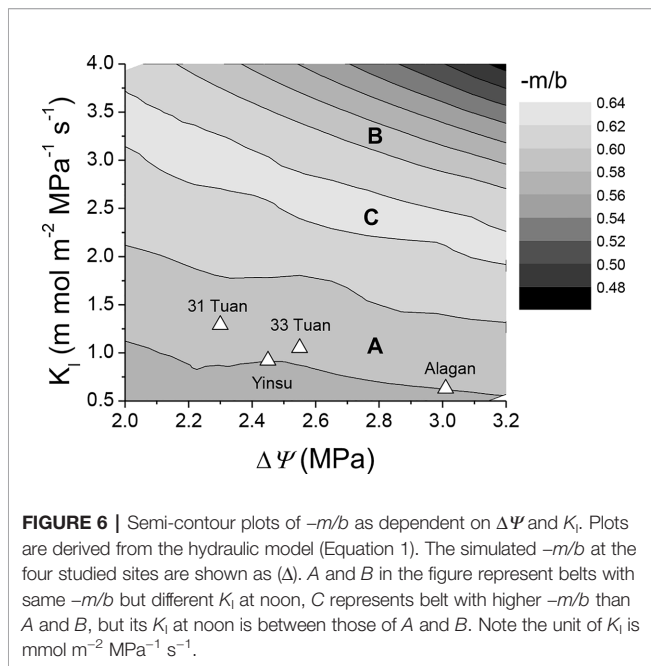 4.0
3.5
3.0
2.5
2.0
1.5
1.0
0.5
K_l (m mol m⁻² MPa⁻¹ s⁻¹)
B
C
A
31 Tuan
33 Tuan
Yinsu
Alagan
2.0 2.2 2.4 2.6 2.8 3.0 3.2
ΔΨ (MPa)
-m/b
0.64
0.62
0.60
0.58
0.56
0.54
0.52
0.50
0.48
FIGURE 6 | Semi-contour plots of –m/b as dependent on ΔΨ and K_l. Plots
are derived from the hydraulic model (Equation 1). The simulated –m/b at the
four studied sites are shown as (Δ). A and B in the figure represent belts with
same –m/b but different K_l at noon, C represents belt with higher –m/b than
A and B, but its K_l at noon is between those of A and B. Note the unit of K_l is
mmol m⁻² MPa⁻¹ s⁻¹.